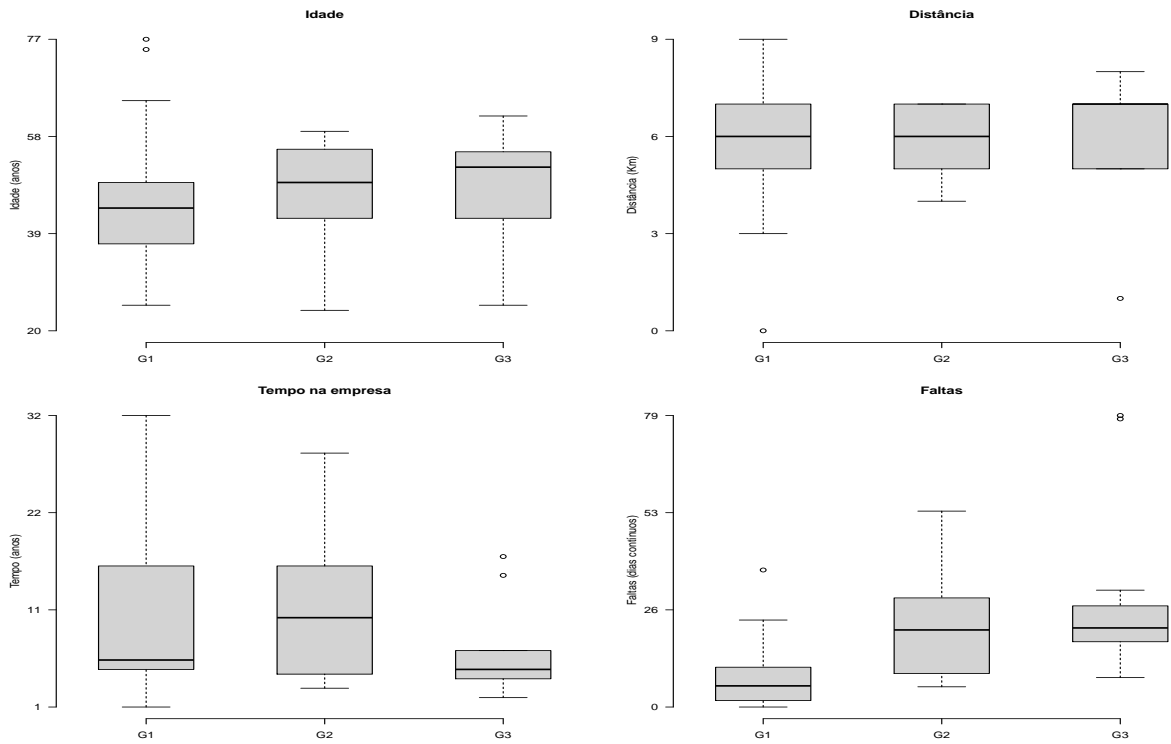 Idade
Idade (anos)
77
58
39
20
G1 G2 G3
Distância
Distância (Km)
9
6
3
0
G1 G2 G3
Tempo na empresa
Tempo (anos)
32
22
11
1
G1 G2 G3
Faltas
Faltas (dias contínuos)
79
53
26
0
G1 G2 G3